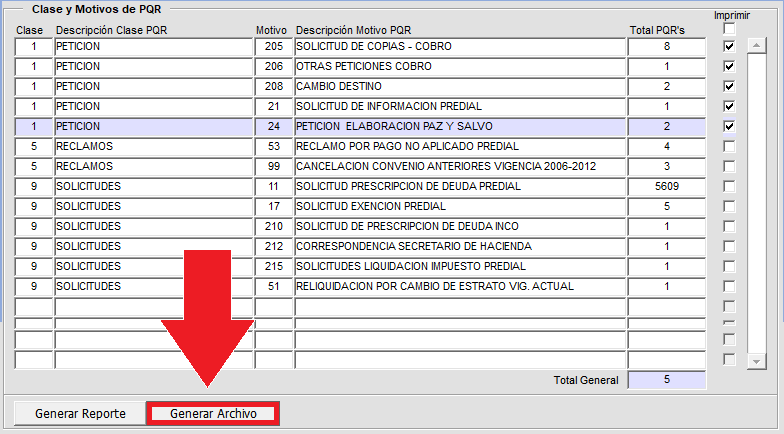 Clase y Motivos de PQR
Imprimir
Clase Descripción Clase PQR Motivo Descripción Motivo PQR Total PQR's
1 PETICION 205 SOLICITUD DE COPIAS - COBRO 8
1 PETICION 206 OTRAS PETICIONES COBRO 1
1 PETICION 208 CAMBIO DESTINO 2
1 PETICION 21 SOLICITUD DE INFORMACION PREDIAL 1
1 PETICION 24 PETICION ELABORACION PAZ Y SALVO 2
5 RECLAMOS 53 RECLAMO POR PAGO NO APLICADO PREDIAL 4
5 RECLAMOS 99 CANCELACION CONVENIO ANTERIORES VIGENCIA 2006-2012 3
9 SOLICITUDES 11 SOLICITUD PRESCRIPCION DE DEUDA PREDIAL 5609
9 SOLICITUDES 17 SOLICITUD EXENCION PREDIAL 5
9 SOLICITUDES 210 SOLICITUD DE PRESCRIPCION DE DEUDA INCO 1
9 SOLICITUDES 212 CORRESPONDENCIA SECRETARIO DE HACIENDA 1
9 SOLICITUDES 215 SOLICITUDES LIQUIDACION IMPUESTO PREDIAL 1
9 SOLICITUDES 51 RELIQUIDACION POR CAMBIO DE ESTRATO VIG. ACTUAL 1
Total General 5
Generar Reporte Generar Archivo